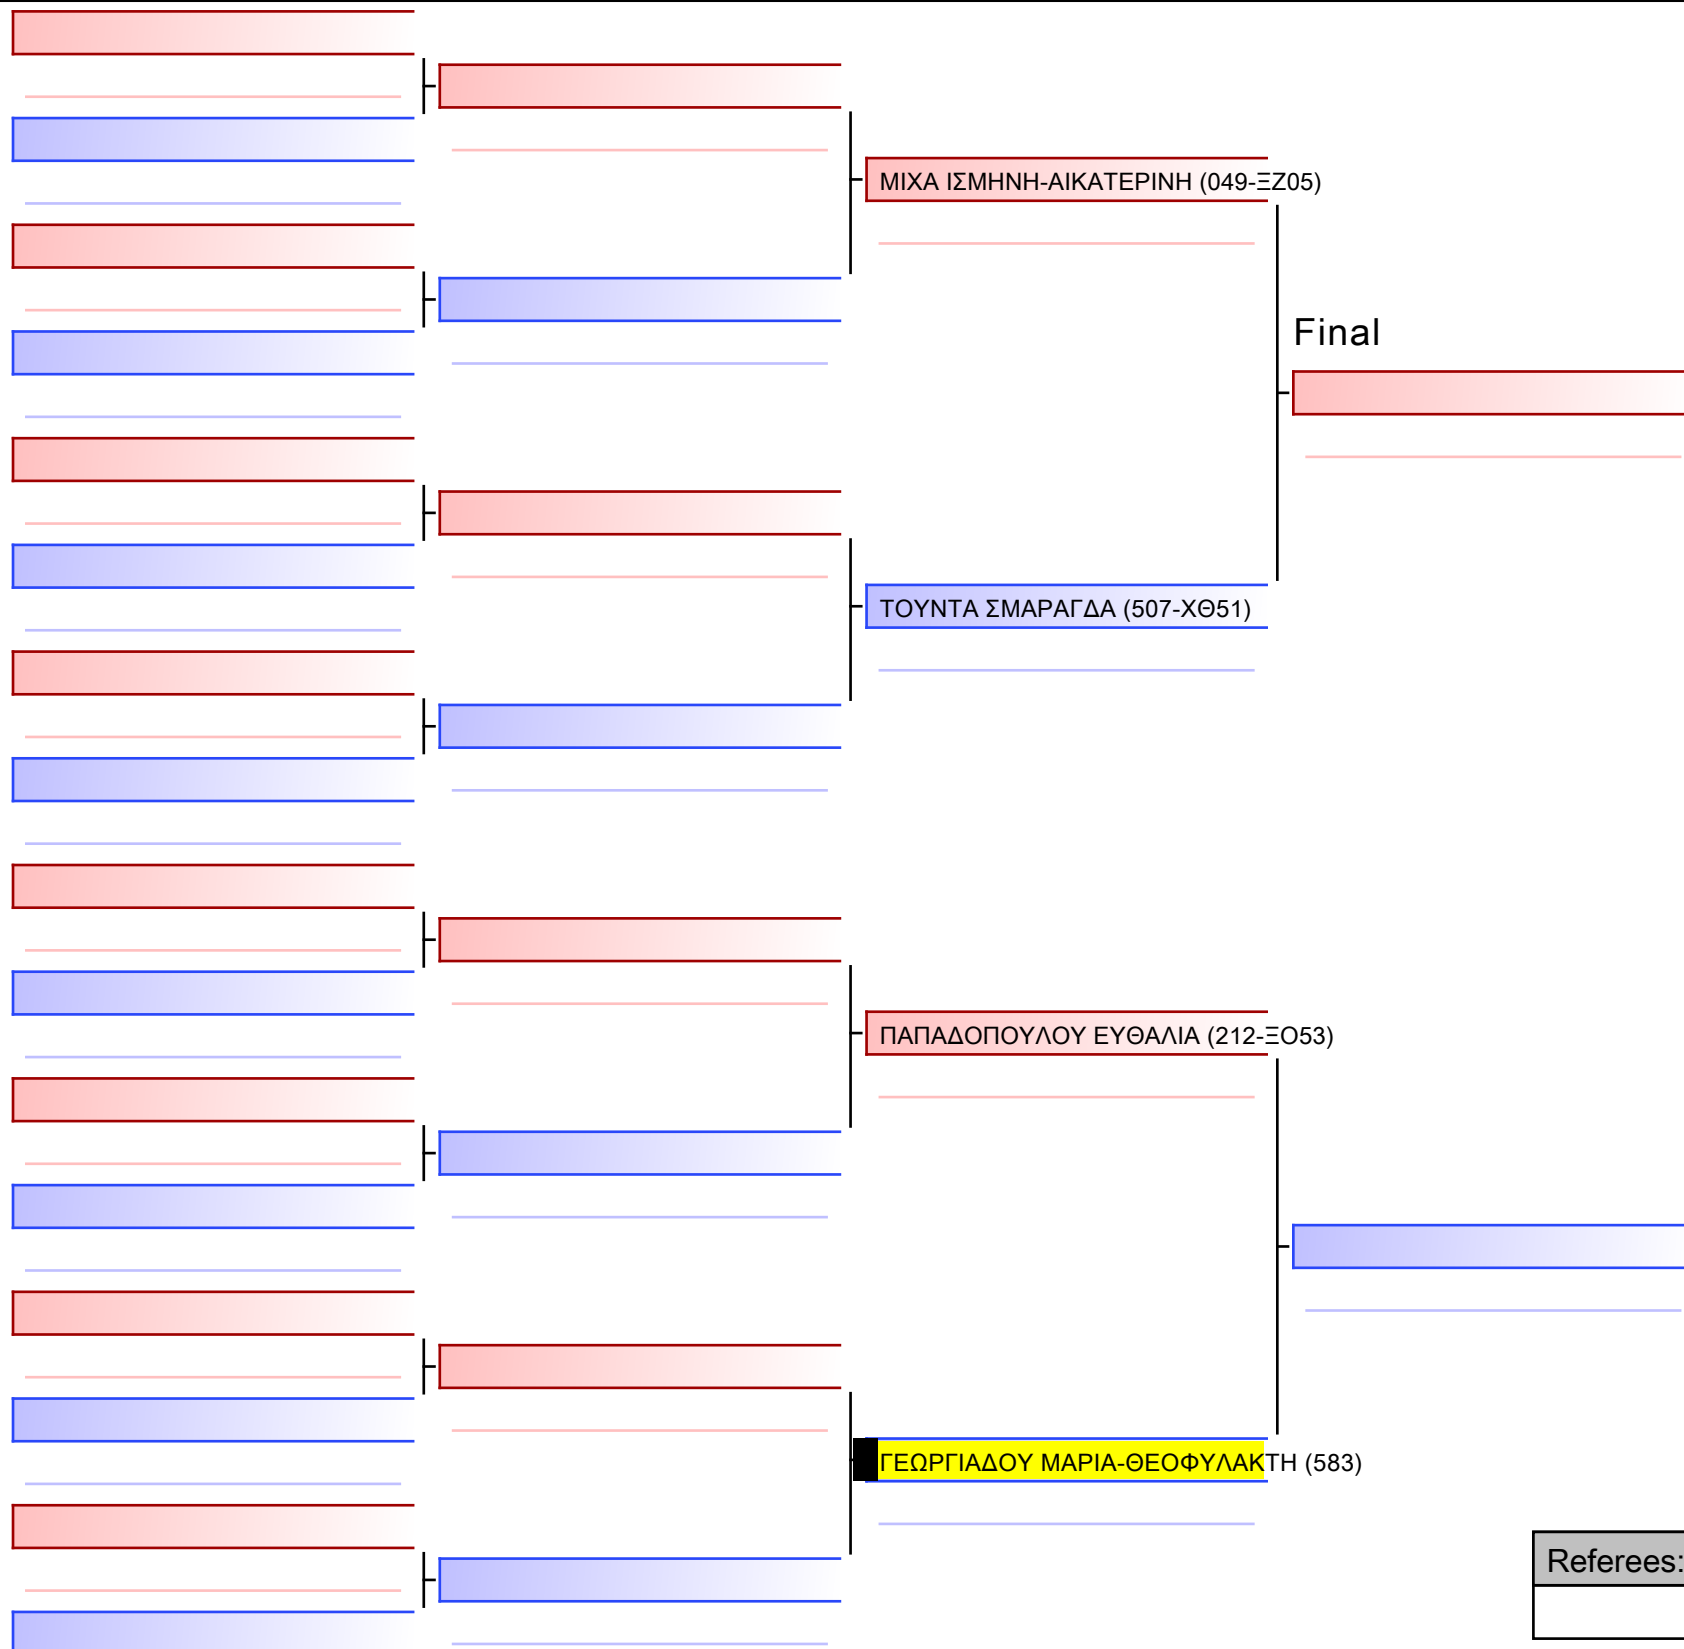 ΜΙΧΑ ΙΣΜΗΝΗ-ΑΙΚΑΤΕΡΙΝΗ (049-ΞΖ05)
Final
ΤΟΥΝΤΑ ΣΜΑΡΑΓΔΑ (507-ΧΘ51)
ΠΑΠΑΔΟΠΟΥΛΟΥ ΕΥΘΑΛΙΑ (212-ΞΟ53)
ΓΕΩΡΓΙΑΔΟΥ ΜΑΡΙΑ-ΘΕΟΦΥΛΑΚΤΗ (583)
Referees: